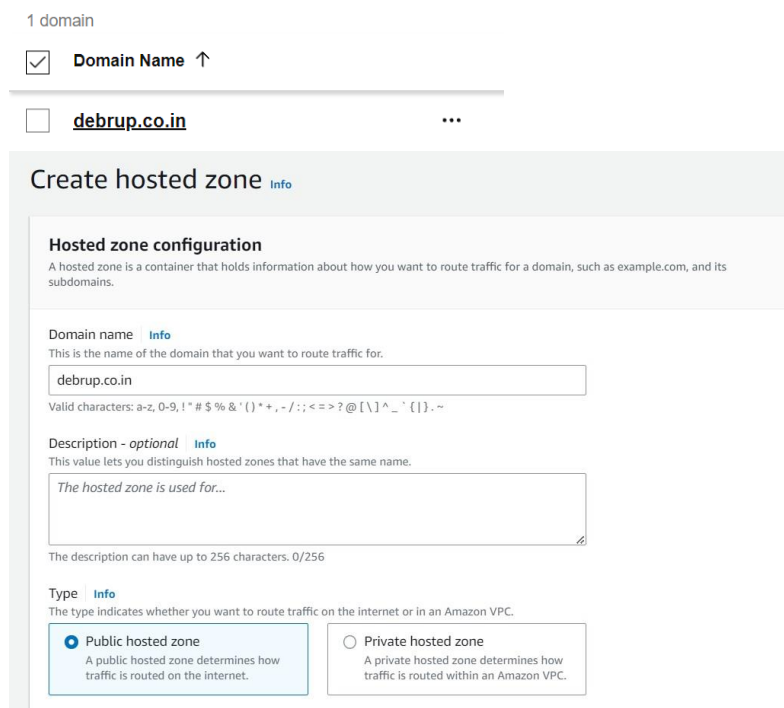 1 domain
Domain Name ↑
debrup.co.in ...
Create hosted zone Info
Hosted zone configuration
A hosted zone is a container that holds information about how you want to route traffic for a domain, such as example.com, and its
subdomains.
Domain name Info
This is the name of the domain that you want to route traffic for.
debrup.co.in
Valid characters: a-z, 0-9, ! " # $ % & ' ( ) * + , - / : ; < = > ? @ [ \ ] ^ _ ` { | } . ~
Description - optional Info
This value lets you distinguish hosted zones that have the same name.
The hosted zone is used for...
The description can have up to 256 characters. 0/256
Type Info
The type indicates whether you want to route traffic on the internet or in an Amazon VPC.
Public hosted zone
A public hosted zone determines how
traffic is routed on the internet.
Private hosted zone
A private hosted zone determines how
traffic is routed within an Amazon VPC.